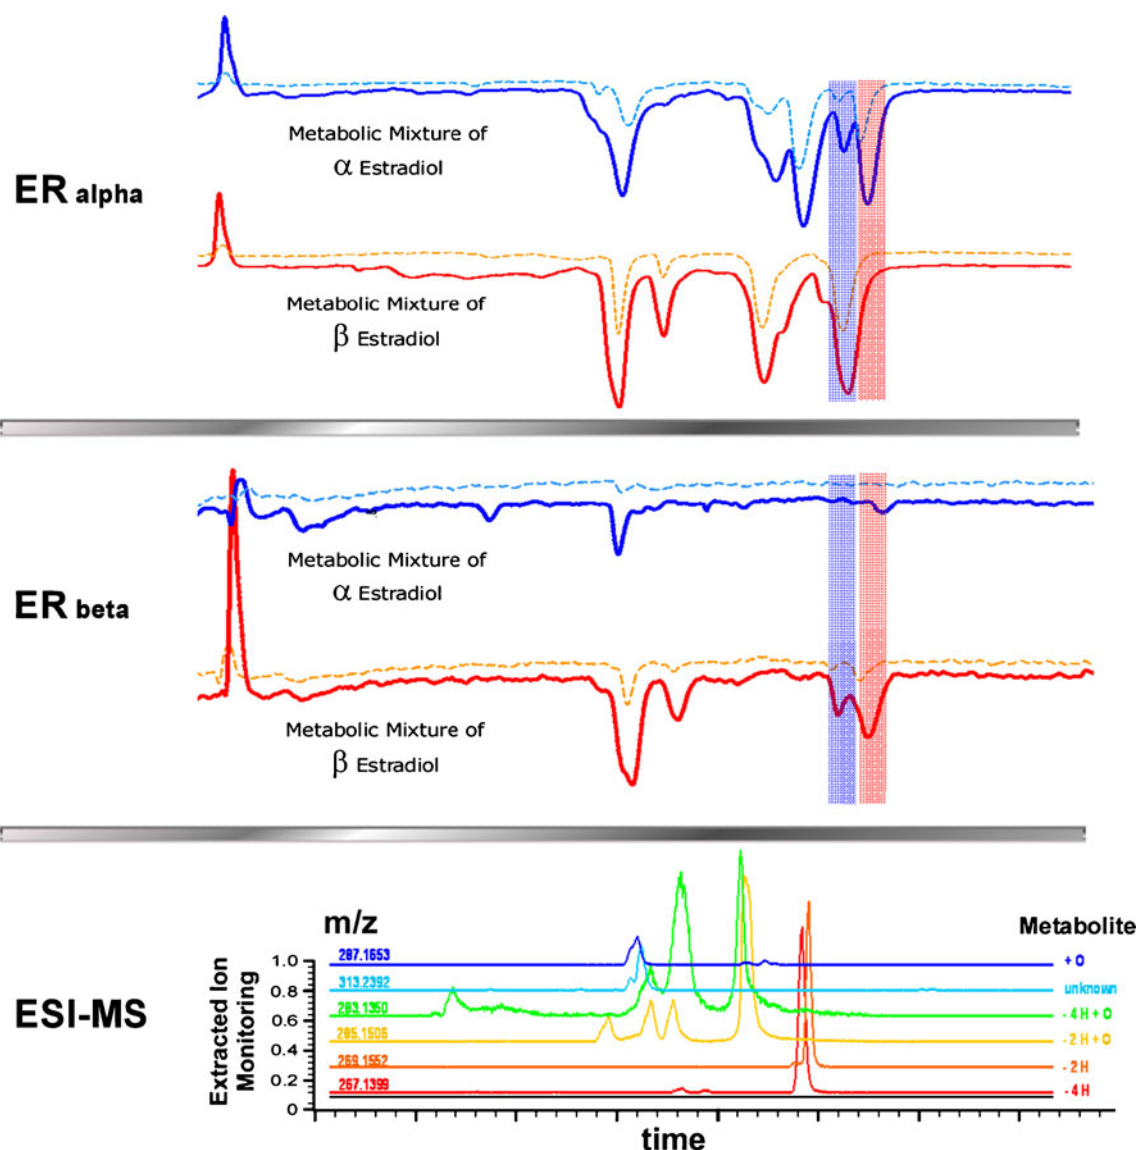 Metabolic Mixture of
α Estradiol
ER alpha
Metabolic Mixture of
β Estradiol
Metabolic Mixture of
α Estradiol
ER beta
Metabolic Mixture of
β Estradiol
m/z
Metabolite
ESI-MS
Extracted Ion
Monitoring
1.0
0.8
0.6
0.4
0.2
0
287.1653
+ O
313.2392
unknown
283.1350
- 4H + O
285.1506
- 2 H + O
269.1552
- 2H
267.1399
- 4H
time